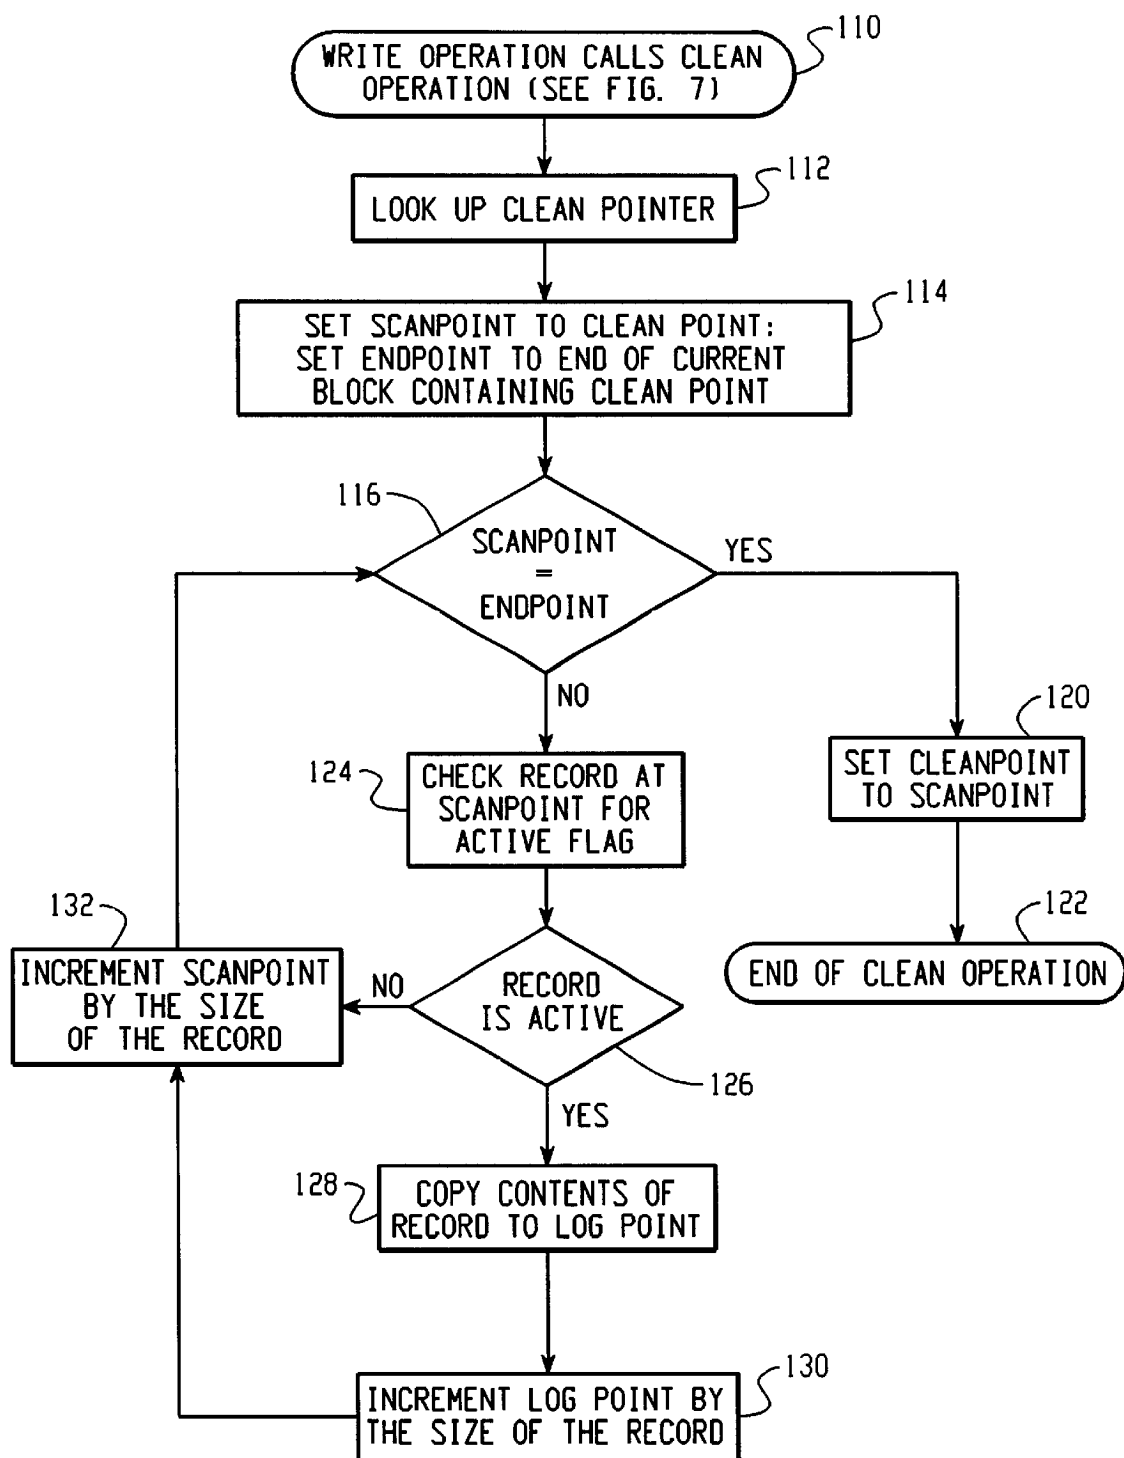 WRITE OPERATION CALLS CLEAN
OPERATION (SEE FIG. 7)
110
LOOK UP CLEAN POINTER
112
SET SCANPOINT TO CLEAN POINT:
SET ENDPOINT TO END OF CURRENT
BLOCK CONTAINING CLEAN POINT
114
116
SCANPOINT
=
ENDPOINT
YES
NO
120
SET CLEANPOINT
TO SCANPOINT
124
CHECK RECORD AT
SCANPOINT FOR
ACTIVE FLAG
122
END OF CLEAN OPERATION
132
INCREMENT SCANPOINT
BY THE SIZE
OF THE RECORD
NO
RECORD
IS ACTIVE
126
YES
128
COPY CONTENTS OF
RECORD TO LOG POINT
130
INCREMENT LOG POINT BY
THE SIZE OF THE RECORD